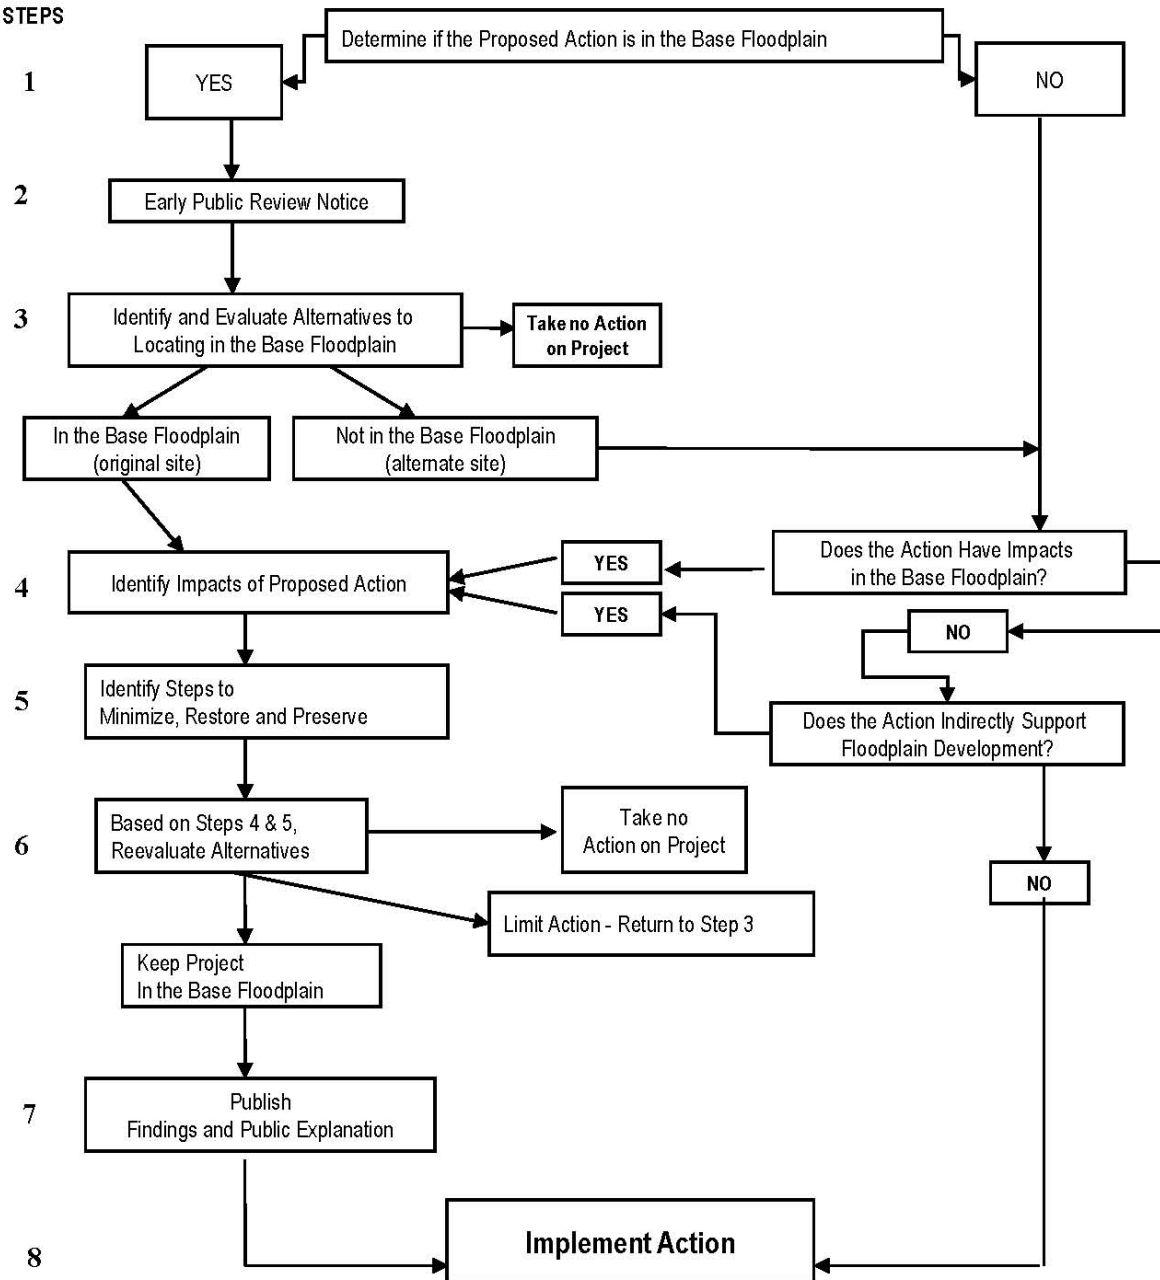 STEPS
Determine if the Proposed Action is in the Base Floodplain
1
YES
NO
2
Early Public Review Notice
3
Identify and Evaluate Alternatives to
Locating in the Base Floodplain
Take no Action
on Project
In the Base Floodplain
(original site)
Not in the Base Floodplain
(alternate site)
Does the Action Have Impacts
in the Base Floodplain?
4
Identify Impacts of Proposed Action
YES
YES
NO
5
Identify Steps to
Minimize, Restore and Preserve
Does the Action Indirectly Support
Floodplain Development?
6
Based on Steps 4 & 5,
Reevaluate Alternatives
Take no
Action on Project
NO
Limit Action - Return to Step 3
Keep Project
In the Base Floodplain
7
Publish
Findings and Public Explanation
8
Implement Action